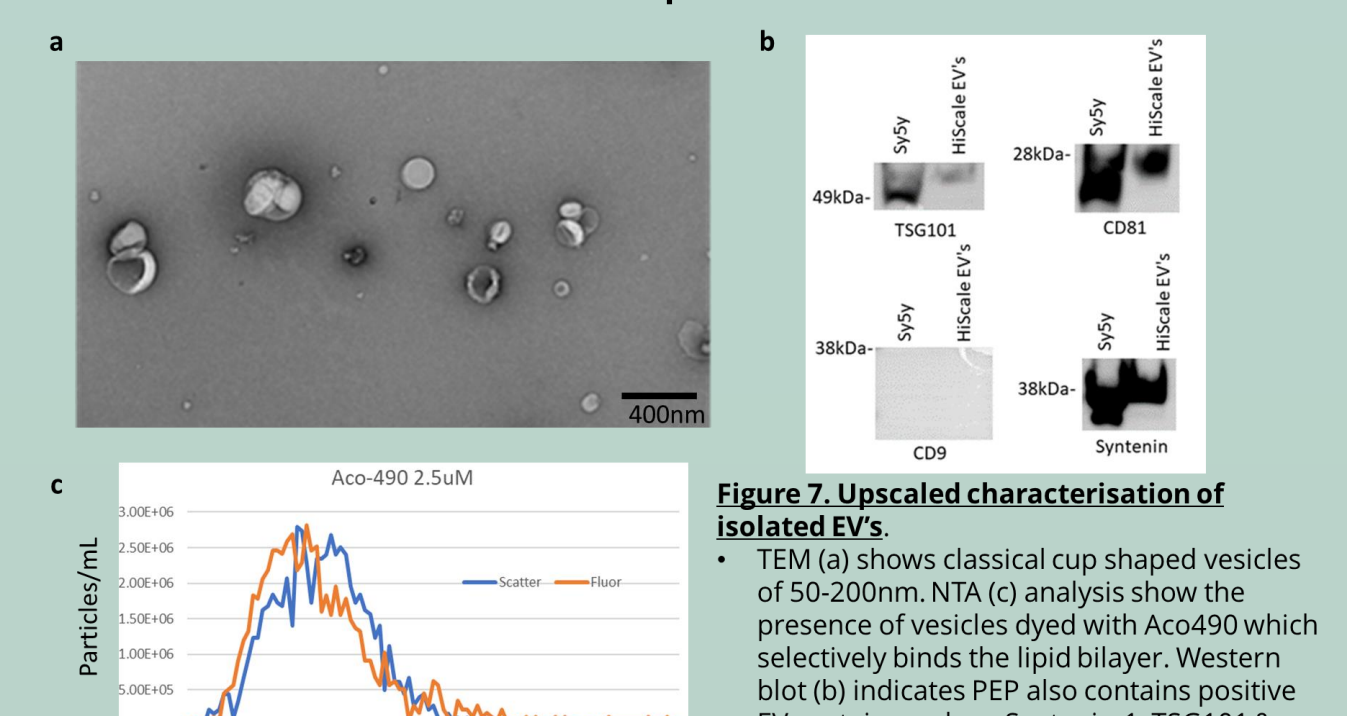 a
400nm
b
Sy5y
HiScale EV's
49kDa-
TSG101
Sy5y
HiScale EV's
28kDa-
CD81
Sy5y
HiScale EV's
38kDa-
CD9
Sy5y
HiScale EV's
38kDa-
Syntenin
c
Aco-490 2.5uM
Particles/mL
3.00E+06
2.50E+06
2.00E+06
1.50E+06
1.00E+06
5.00E+05
Scatter
Fluor
Figure 7. Upscaled characterisation of
isolated EV’s.
• TEM (a) shows classical cup shaped vesicles
of 50-200nm. NTA (c) analysis show the
presence of vesicles dyed with Aco490 which
selectively binds the lipid bilayer. Western
blot (b) indicates PEP also contains positive